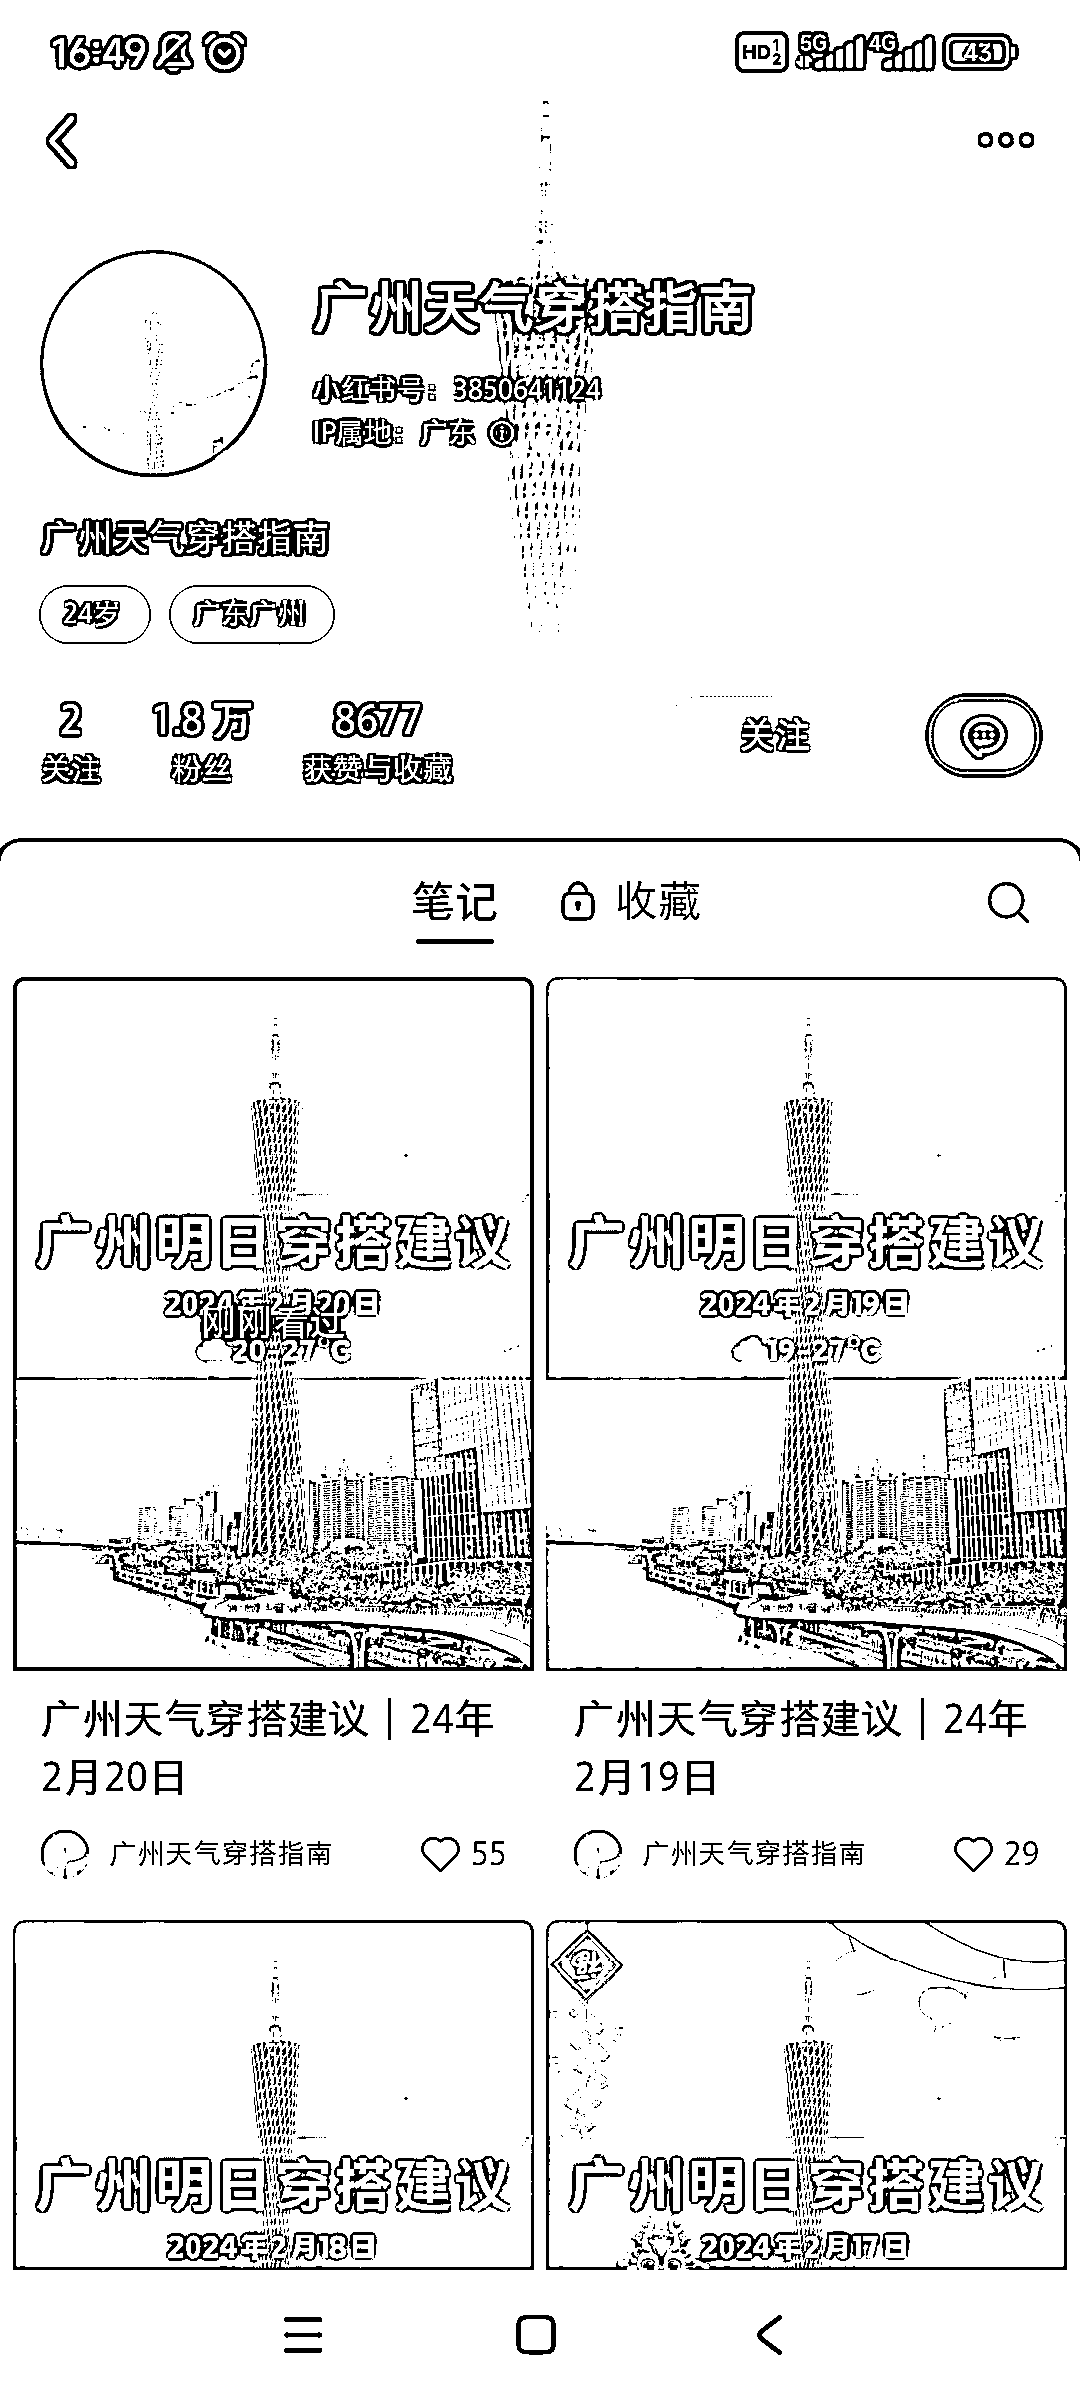 16:49 HD 1 2 5G 4G 43
广州天气穿搭指南
小红书号：3850641124
IP属地：广东
广州天气穿搭指南
24岁 广东广州
2 1.8万 8677
关注 粉丝 获赞与收藏 关注
笔记 收藏
广州明日穿搭建议
2024年2月20日
刚刚看过
20-27°C
广州明日穿搭建议
2024年2月19日
19-27°C
广州天气穿搭建议｜24年
2月20日
广州天气穿搭指南 55
广州天气穿搭建议｜24年
2月19日
广州天气穿搭指南 29
广州明日穿搭建议
2024年2月18日
广州明日穿搭建议
2024年2月17日